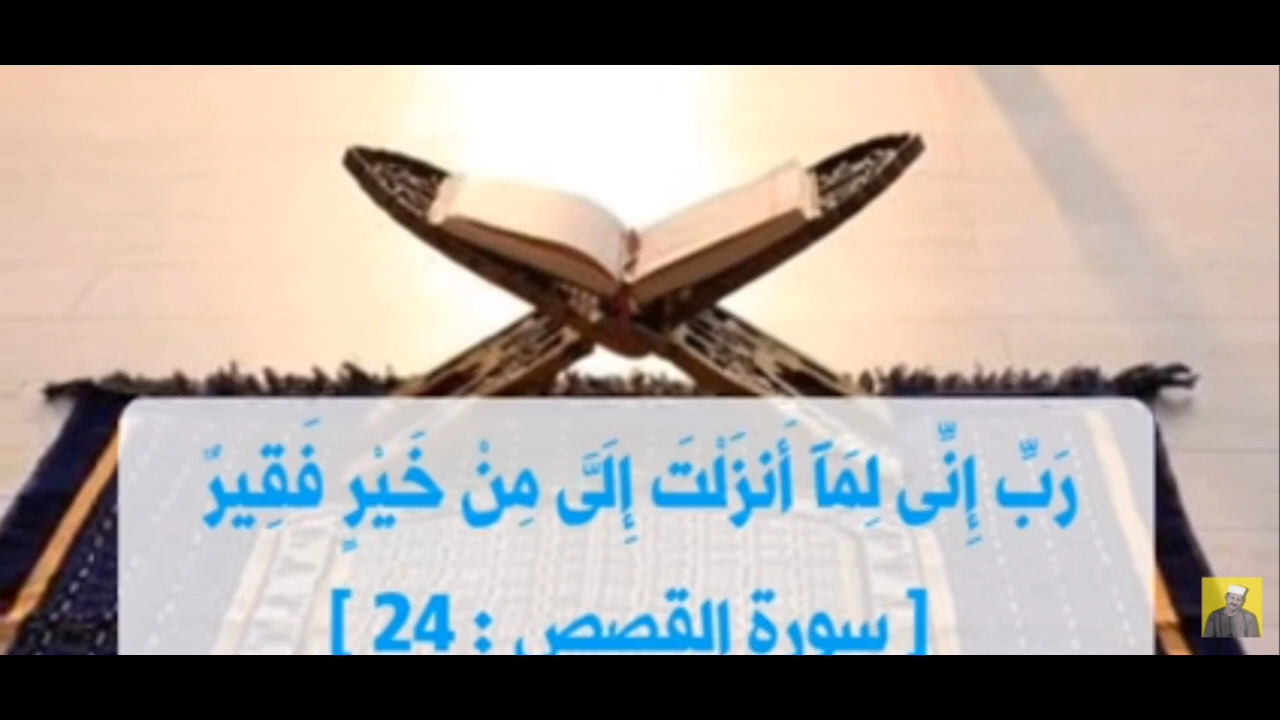 رَبِّ إِنِّى لِمَآ أَنزَلْتَ إِلَىَّ مِنْ خَيْرٍ فَقِيرٌ
[ سورة القصص : 24 ]